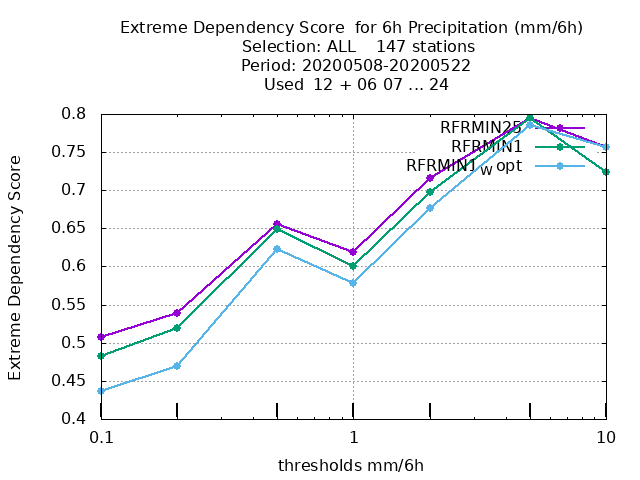 Extreme Dependency Score  for 6h Precipitation (mm/6h)
Selection: ALL    147 stations
Period: 20200508-20200522
Used  12 + 06 07 ... 24
Extreme Dependency Score
0.8
0.75
0.7
0.65
0.6
0.55
0.5
0.45
0.4
RFRMIN25
RFRMIN1
RFRMIN1w opt
0.1
1
10
thresholds mm/6h